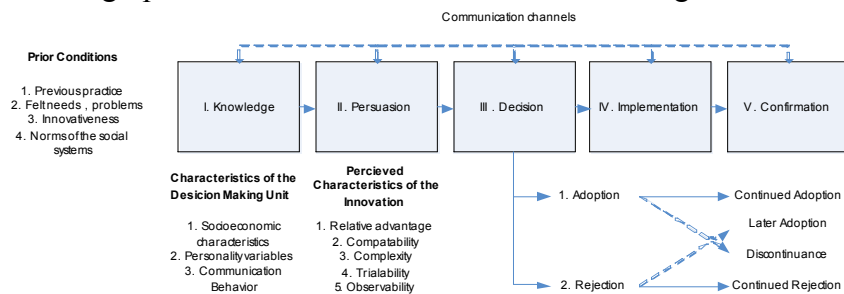 Communication channels
Prior Conditions
1. Previous practice
2. Felt needs , problems
3. Innovativeness
4. Norms of the social
systems
I. Knowledge
II. Persuasion
III . Decision
IV . Implementation
V . Confirmation
Characteristics of the
Desicion Making Unit
1. Socioeconomic
characteristics
2. Personality variables
3. Communication
Behavior
Percieved
Characteristics of the
Innovation
1. Relative advantage
2. Compatability
3. Complexity
4. Trialability
5. Observability
1. Adoption
2. Rejection
Continued Adoption
Later Adoption
Discontinuance
Continued Rejection